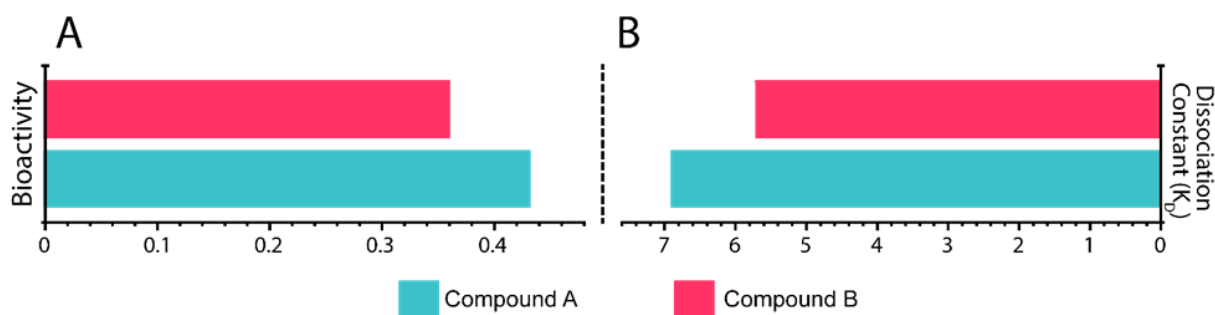 A
B
Bioactivity
Dissociation
Constant (K_D)
0 0.1 0.2 0.3 0.4
7 6 5 4 3 2 1 0
Compound A
Compound B